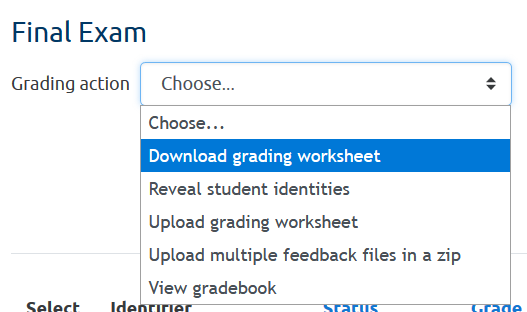 Final Exam
Grading action Choose...
Choose...
Download grading worksheet
Reveal student identities
Upload grading worksheet
Upload multiple feedback files in a zip
View gradebook
Select Identifier Status Grade